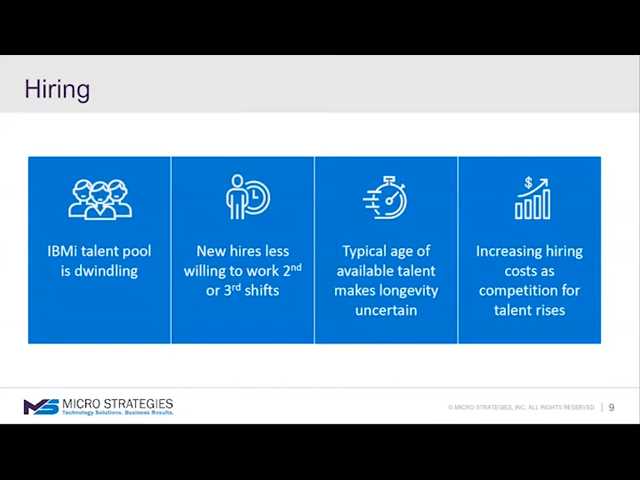 Hiring
IBMi talent pool
is dwindling
New hires less
willing to work 2nd
or 3rd shifts
Typical age of
available talent
makes longevity
uncertain
$
Increasing hiring
costs as
competition for
talent rises
MS MICRO STRATEGIES
Technology Solutions. Business Results.
© MICRO STRATEGIES, INC. ALL RIGHTS RESERVED. | 9